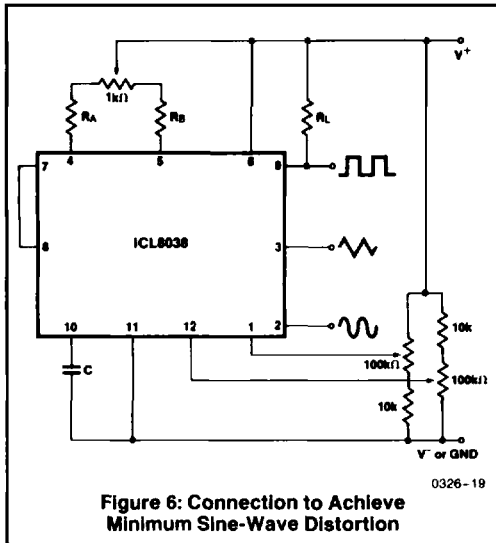 V+
1kΩ
RA
RB
RL
4
5
6
9
7
8
ICL8038
3
2
10
11
12
1
C
10k
100kΩ
100kΩ
10k
V- or GND
0326-19
Figure 6: Connection to Achieve
Minimum Sine-Wave Distortion